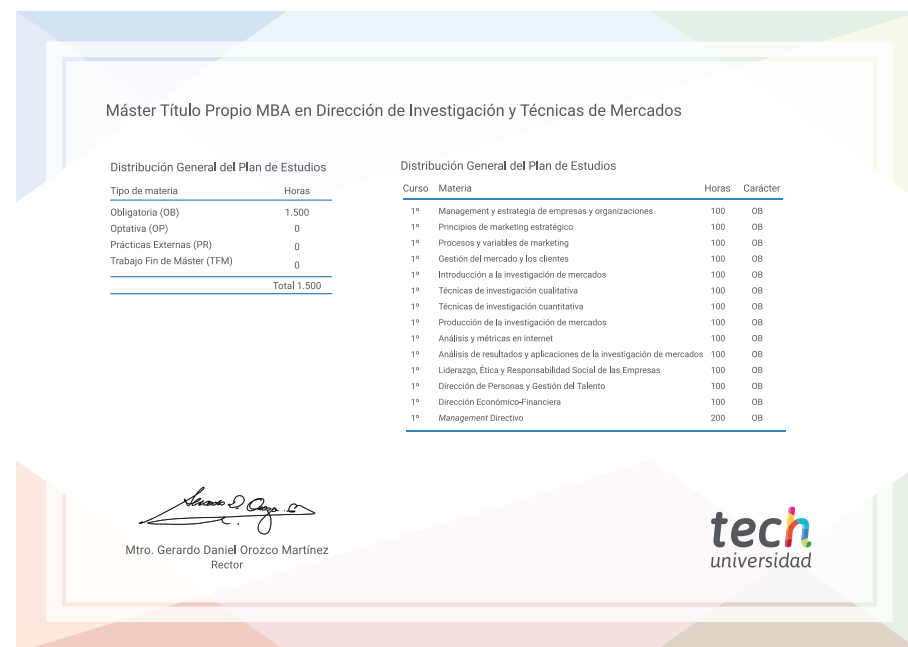 Máster Título Propio MBA en Dirección de Investigación y Técnicas de Mercados
Distribución General del Plan de Estudios
Tipo de materia Horas
Obligatoria (OB) 1.500
Optativa (OP) 0
Prácticas Externas (PR) 0
Trabajo Fin de Máster (TFM) 0
Total 1.500
Distribución General del Plan de Estudios
Curso Materia Horas Carácter
1º Management y estrategia de empresas y organizaciones 100 OB
1º Principios de marketing estratégico 100 OB
1º Procesos y variables de marketing 100 OB
1º Gestión del mercado y los clientes 100 OB
1º Introducción a la investigación de mercados 100 OB
1º Técnicas de investigación cualitativa 100 OB
1º Técnicas de investigación cuantitativa 100 OB
1º Producción de la investigación de mercados 100 OB
1º Análisis y métricas en internet 100 OB
1º Análisis de resultados y aplicaciones de la investigación de mercados 100 OB
1º Liderazgo, Ética y Responsabilidad Social de las Empresas 100 OB
1º Dirección de Personas y Gestión del Talento 100 OB
1º Dirección Económico-Financiera 100 OB
1º Management Directivo 200 OB
Mtro. Gerardo Daniel Orozco Martínez
Rector
tech
universidad